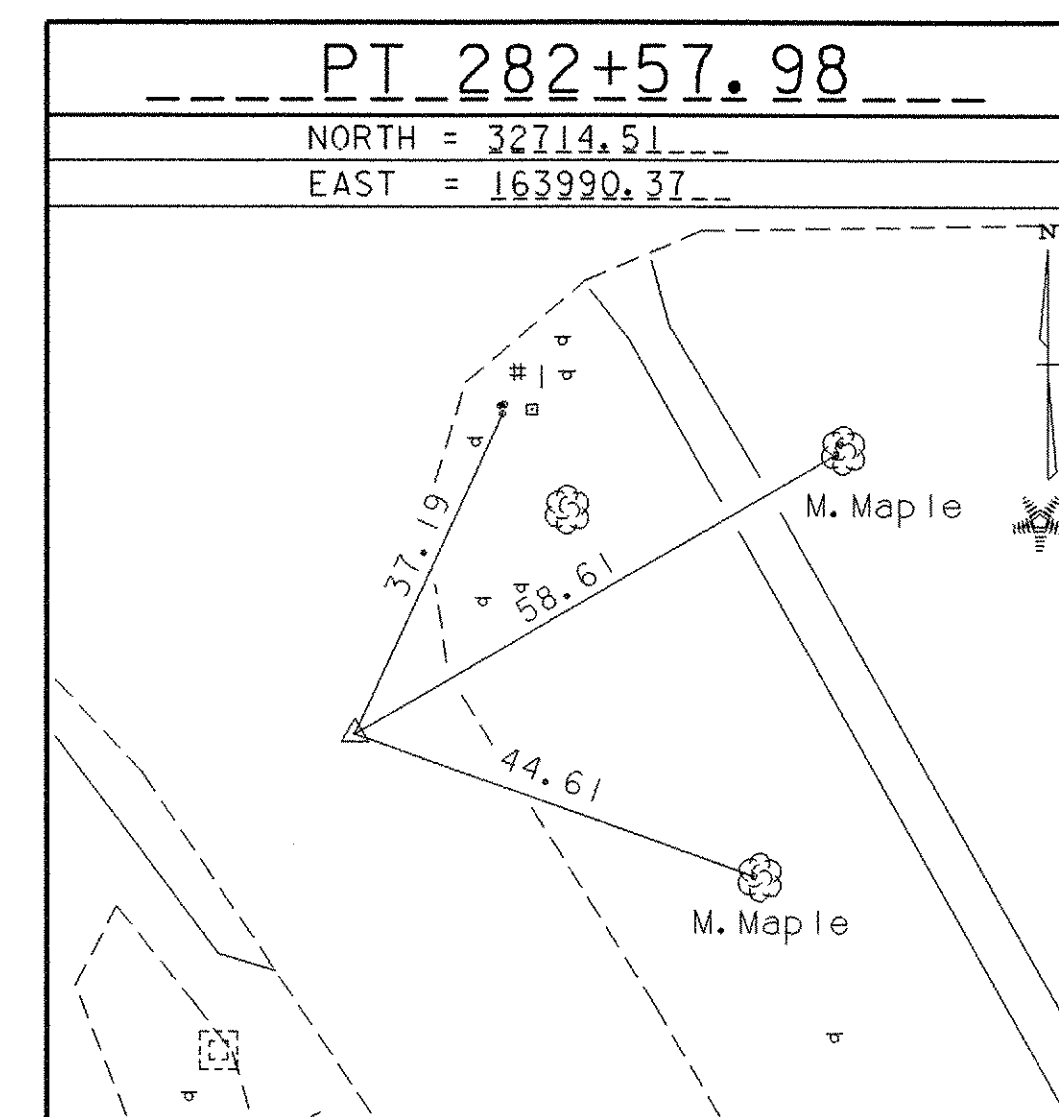 PT 282+57.98
NORTH = 32714.51
EAST = 163990.37
N
37.19
58.61
M. Maple
44.61
M. Maple